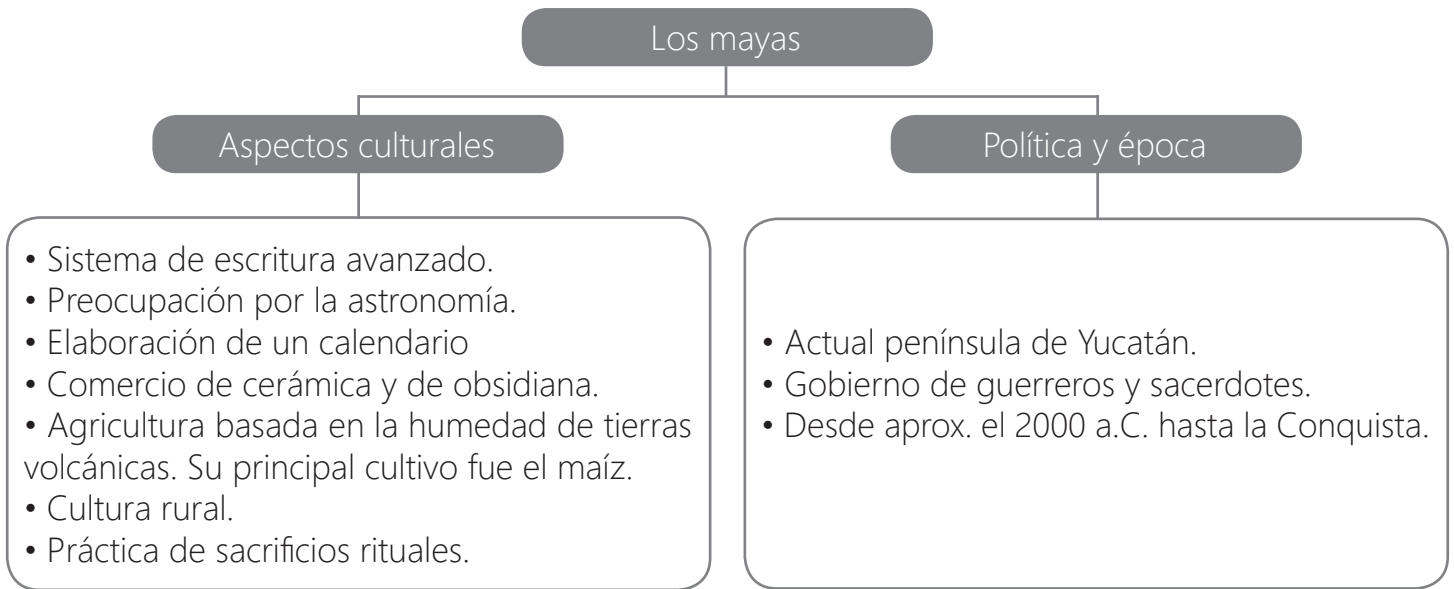 Los mayas
Aspectos culturales
Política y época
• Sistema de escritura avanzado.
• Preocupación por la astronomía.
• Elaboración de un calendario
• Comercio de cerámica y de obsidiana.
• Agricultura basada en la humedad de tierras
volcánicas. Su principal cultivo fue el maíz.
• Cultura rural.
• Práctica de sacrificios rituales.
• Actual península de Yucatán.
• Gobierno de guerreros y sacerdotes.
• Desde aprox. el 2000 a.C. hasta la Conquista.